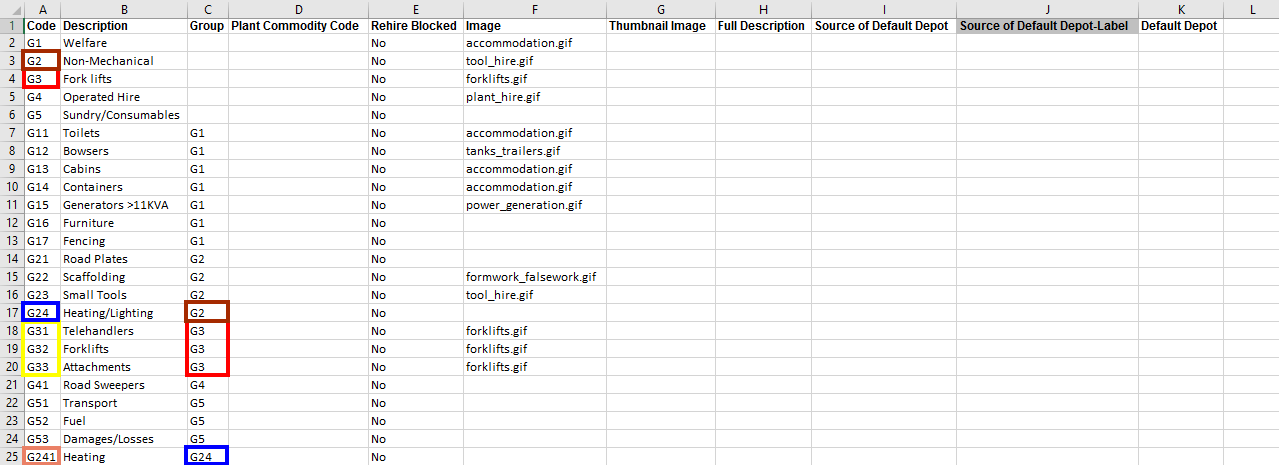 A B C D E F G H I J K L
1 Code Description Group Plant Commodity Code Rehire Blocked Image Thumbnail Image Full Description Source of Default Depot Source of Default Depot-Label Default Depot
2 G1 Welfare No accommodation.gif
3 G2 Non-Mechanical No tool_hire.gif
4 G3 Fork lifts No forklifts.gif
5 G4 Operated Hire No plant_hire.gif
6 G5 Sundry/Consumables No
7 G11 Toilets G1 No accommodation.gif
8 G12 Bowsers G1 No tanks_trailers.gif
9 G13 Cabins G1 No accommodation.gif
10 G14 Containers G1 No accommodation.gif
11 G15 Generators >11KVA G1 No power_generation.gif
12 G16 Furniture G1 No
13 G17 Fencing G1 No
14 G21 Road Plates G2 No
15 G22 Scaffolding G2 No formwork_falsework.gif
16 G23 Small Tools G2 No tool_hire.gif
17 G24 Heating/Lighting G2 No
18 G31 Telehandlers G3 No forklifts.gif
19 G32 Forklifts G3 No forklifts.gif
20 G33 Attachments G3 No forklifts.gif
21 G41 Road Sweepers G4 No
22 G51 Transport G5 No
23 G52 Fuel G5 No
24 G53 Damages/Losses G5 No
25 G241 Heating G24 No